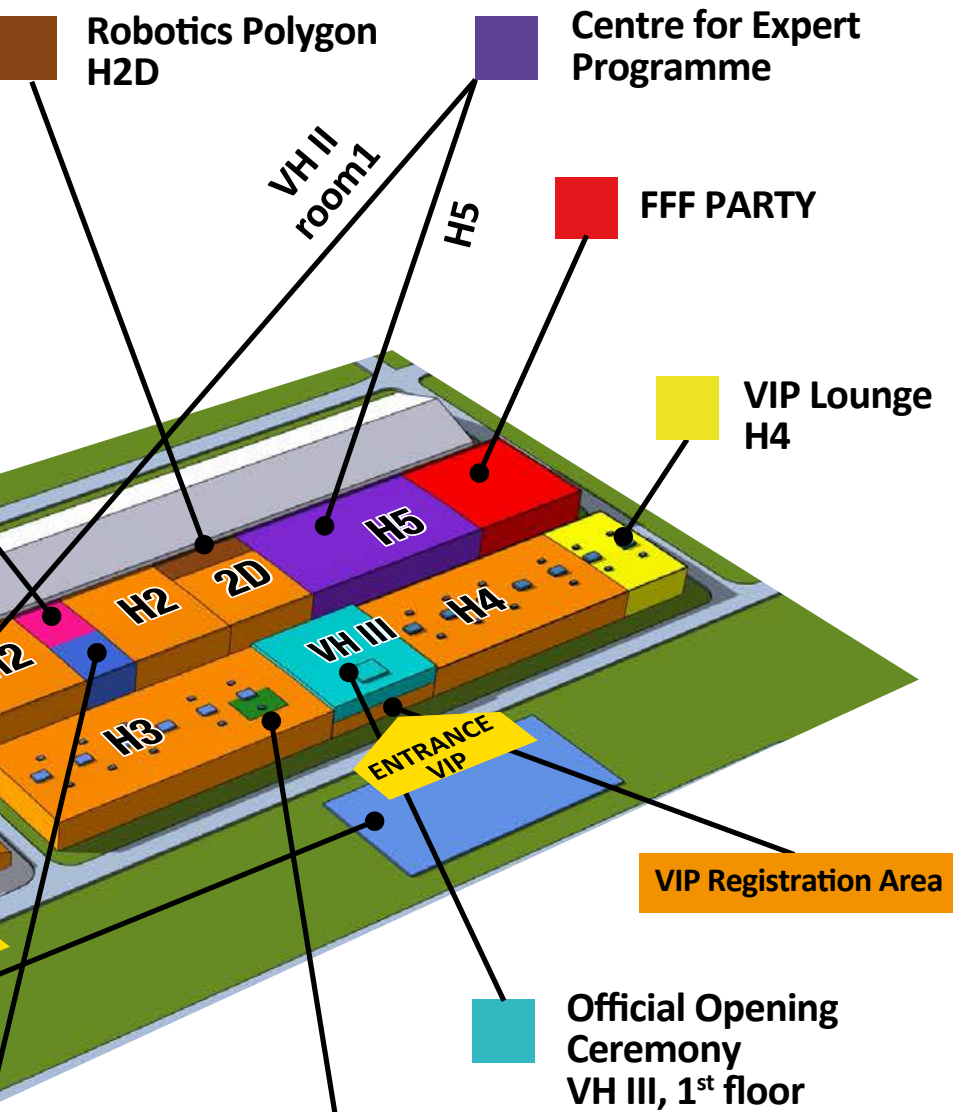 Robotics Polygon
H2D
Centre for Expert
Programme
VH II
room1
H5
FFF PARTY
VIP Lounge
H4
H5
2D
H2
H4
VH III
H3
ENTRANCE
VIP
VIP Registration Area
Official Opening
Ceremony
VH III, 1st floor